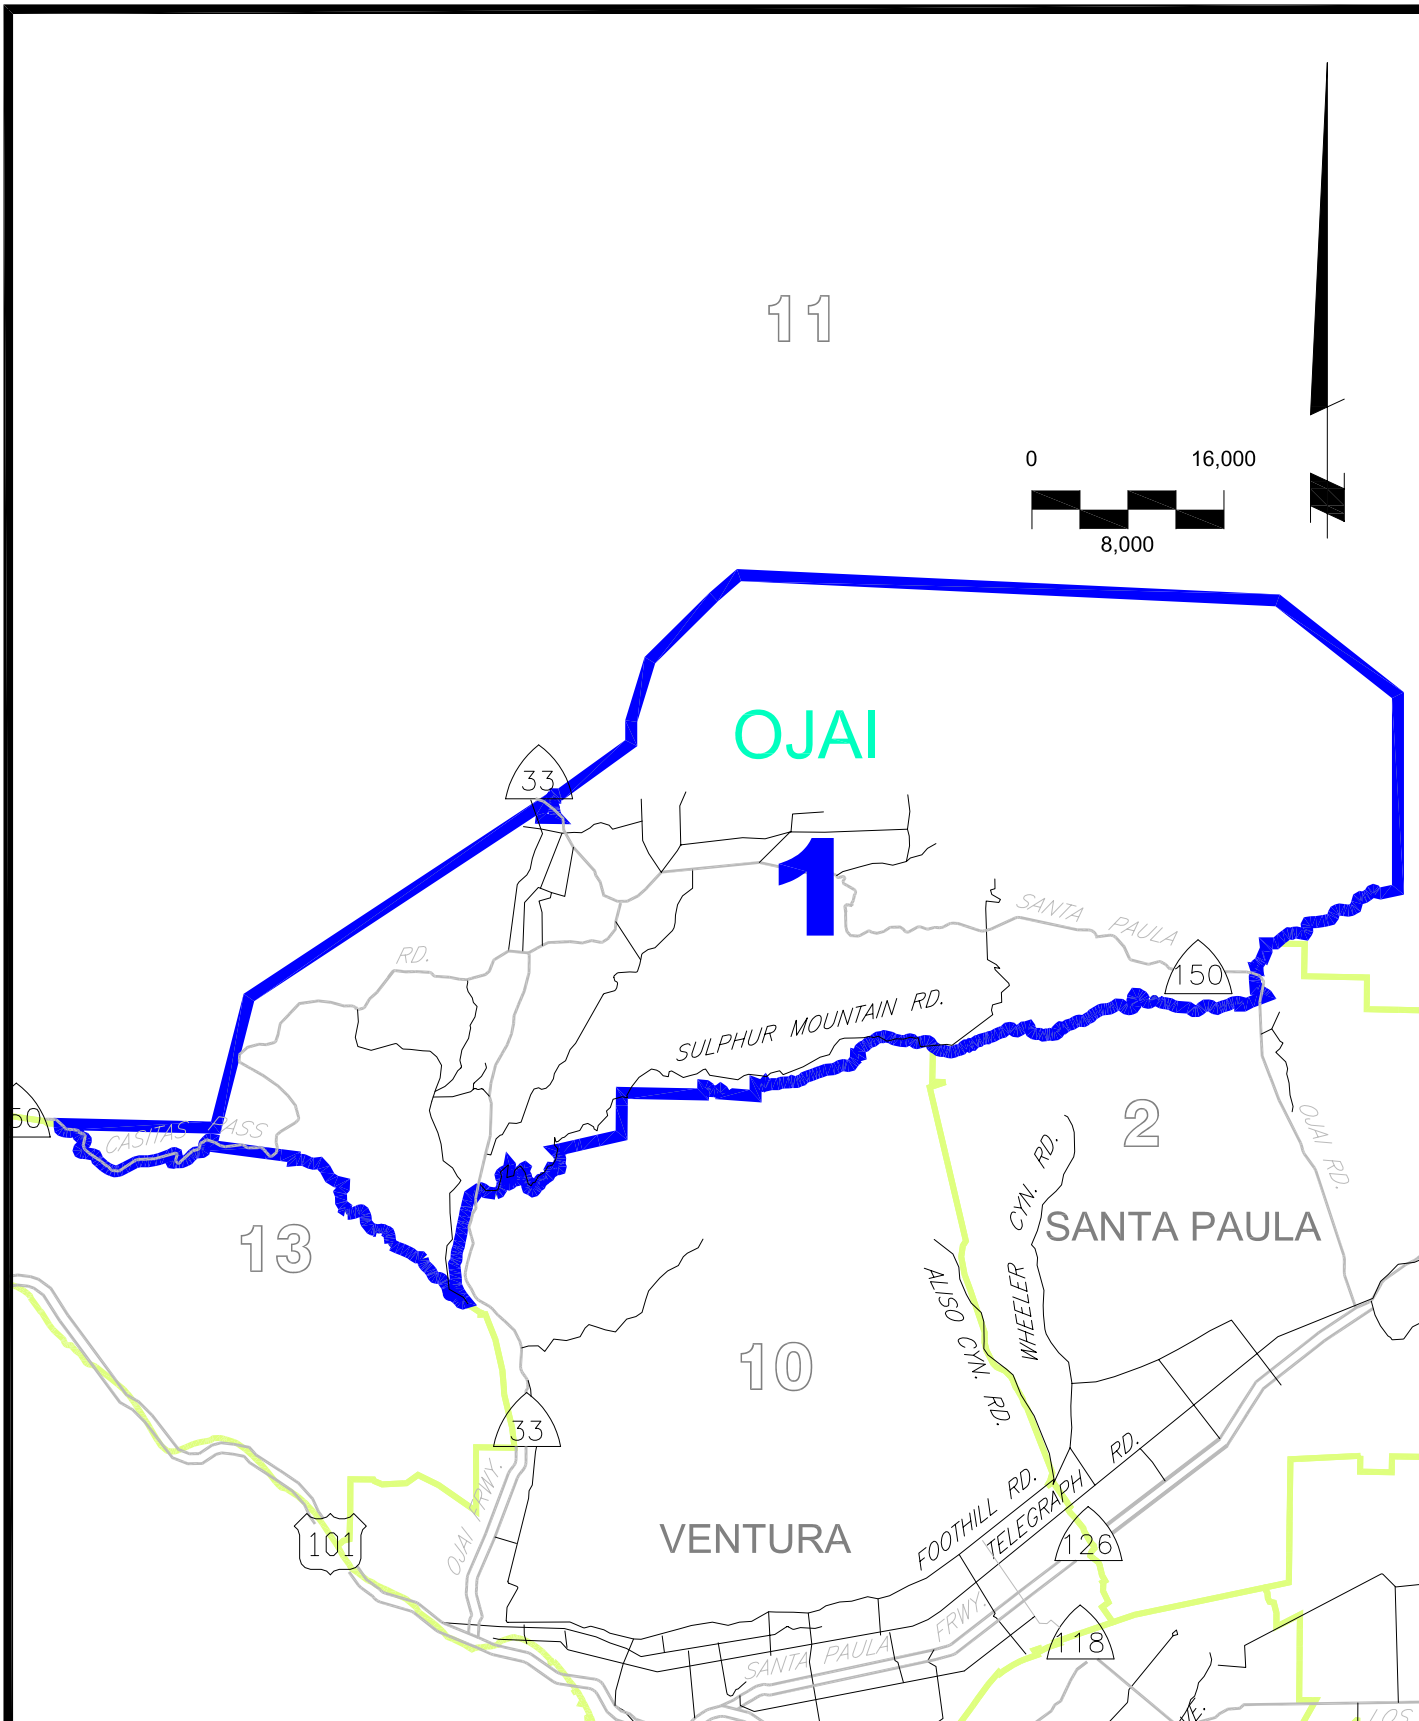 11
0 16,000
8,000
OJAI
33
1
SANTA PAULA
RD.
150
SULPHUR MOUNTAIN RD.
50
CASITAS PASS
2
OJAI RD.
WHEELER CYN. RD.
SANTA PAULA
13
ALISO CYN. RD.
10
33
OJAI FRWY.
101
VENTURA
FOOTHILL RD.
TELEGRAPH RD.
126
118
SANTA PAULA FRWY.
LOS